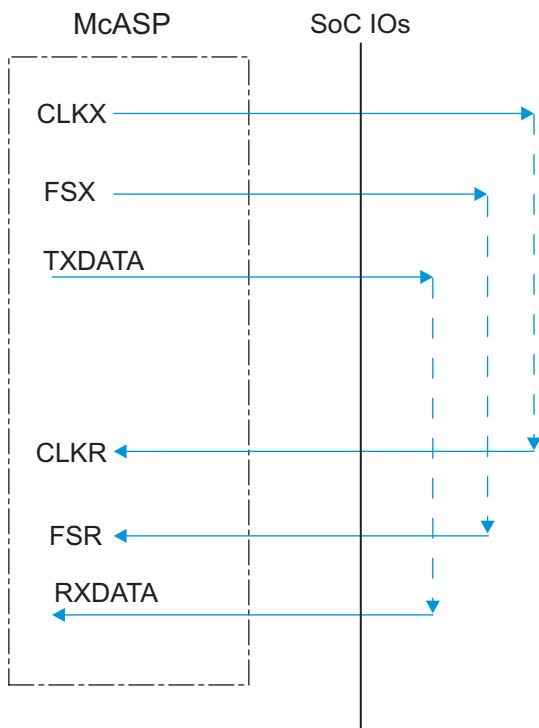 McASP
SoC IOs
CLKX
FSX
TXDATA
CLKR
FSR
RXDATA